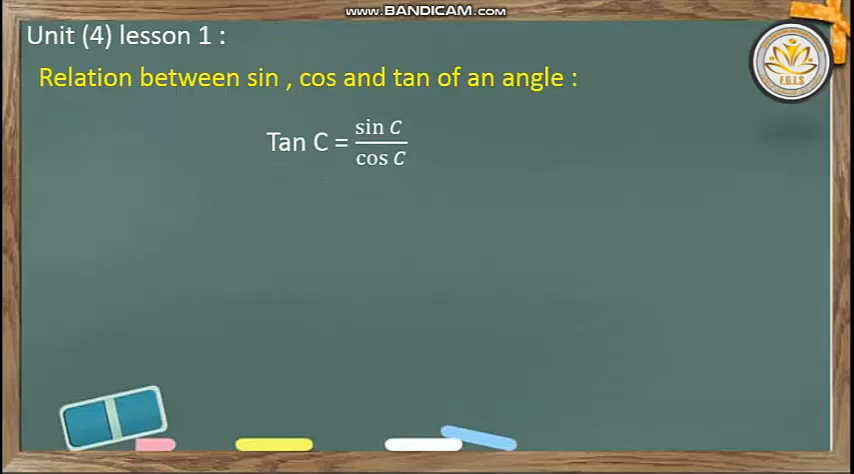 www.BANDICAM.com
Unit (4) lesson 1 :
Relation between sin , cos and tan of an angle :
Tan C = sin C / cos C
F.G.I.S